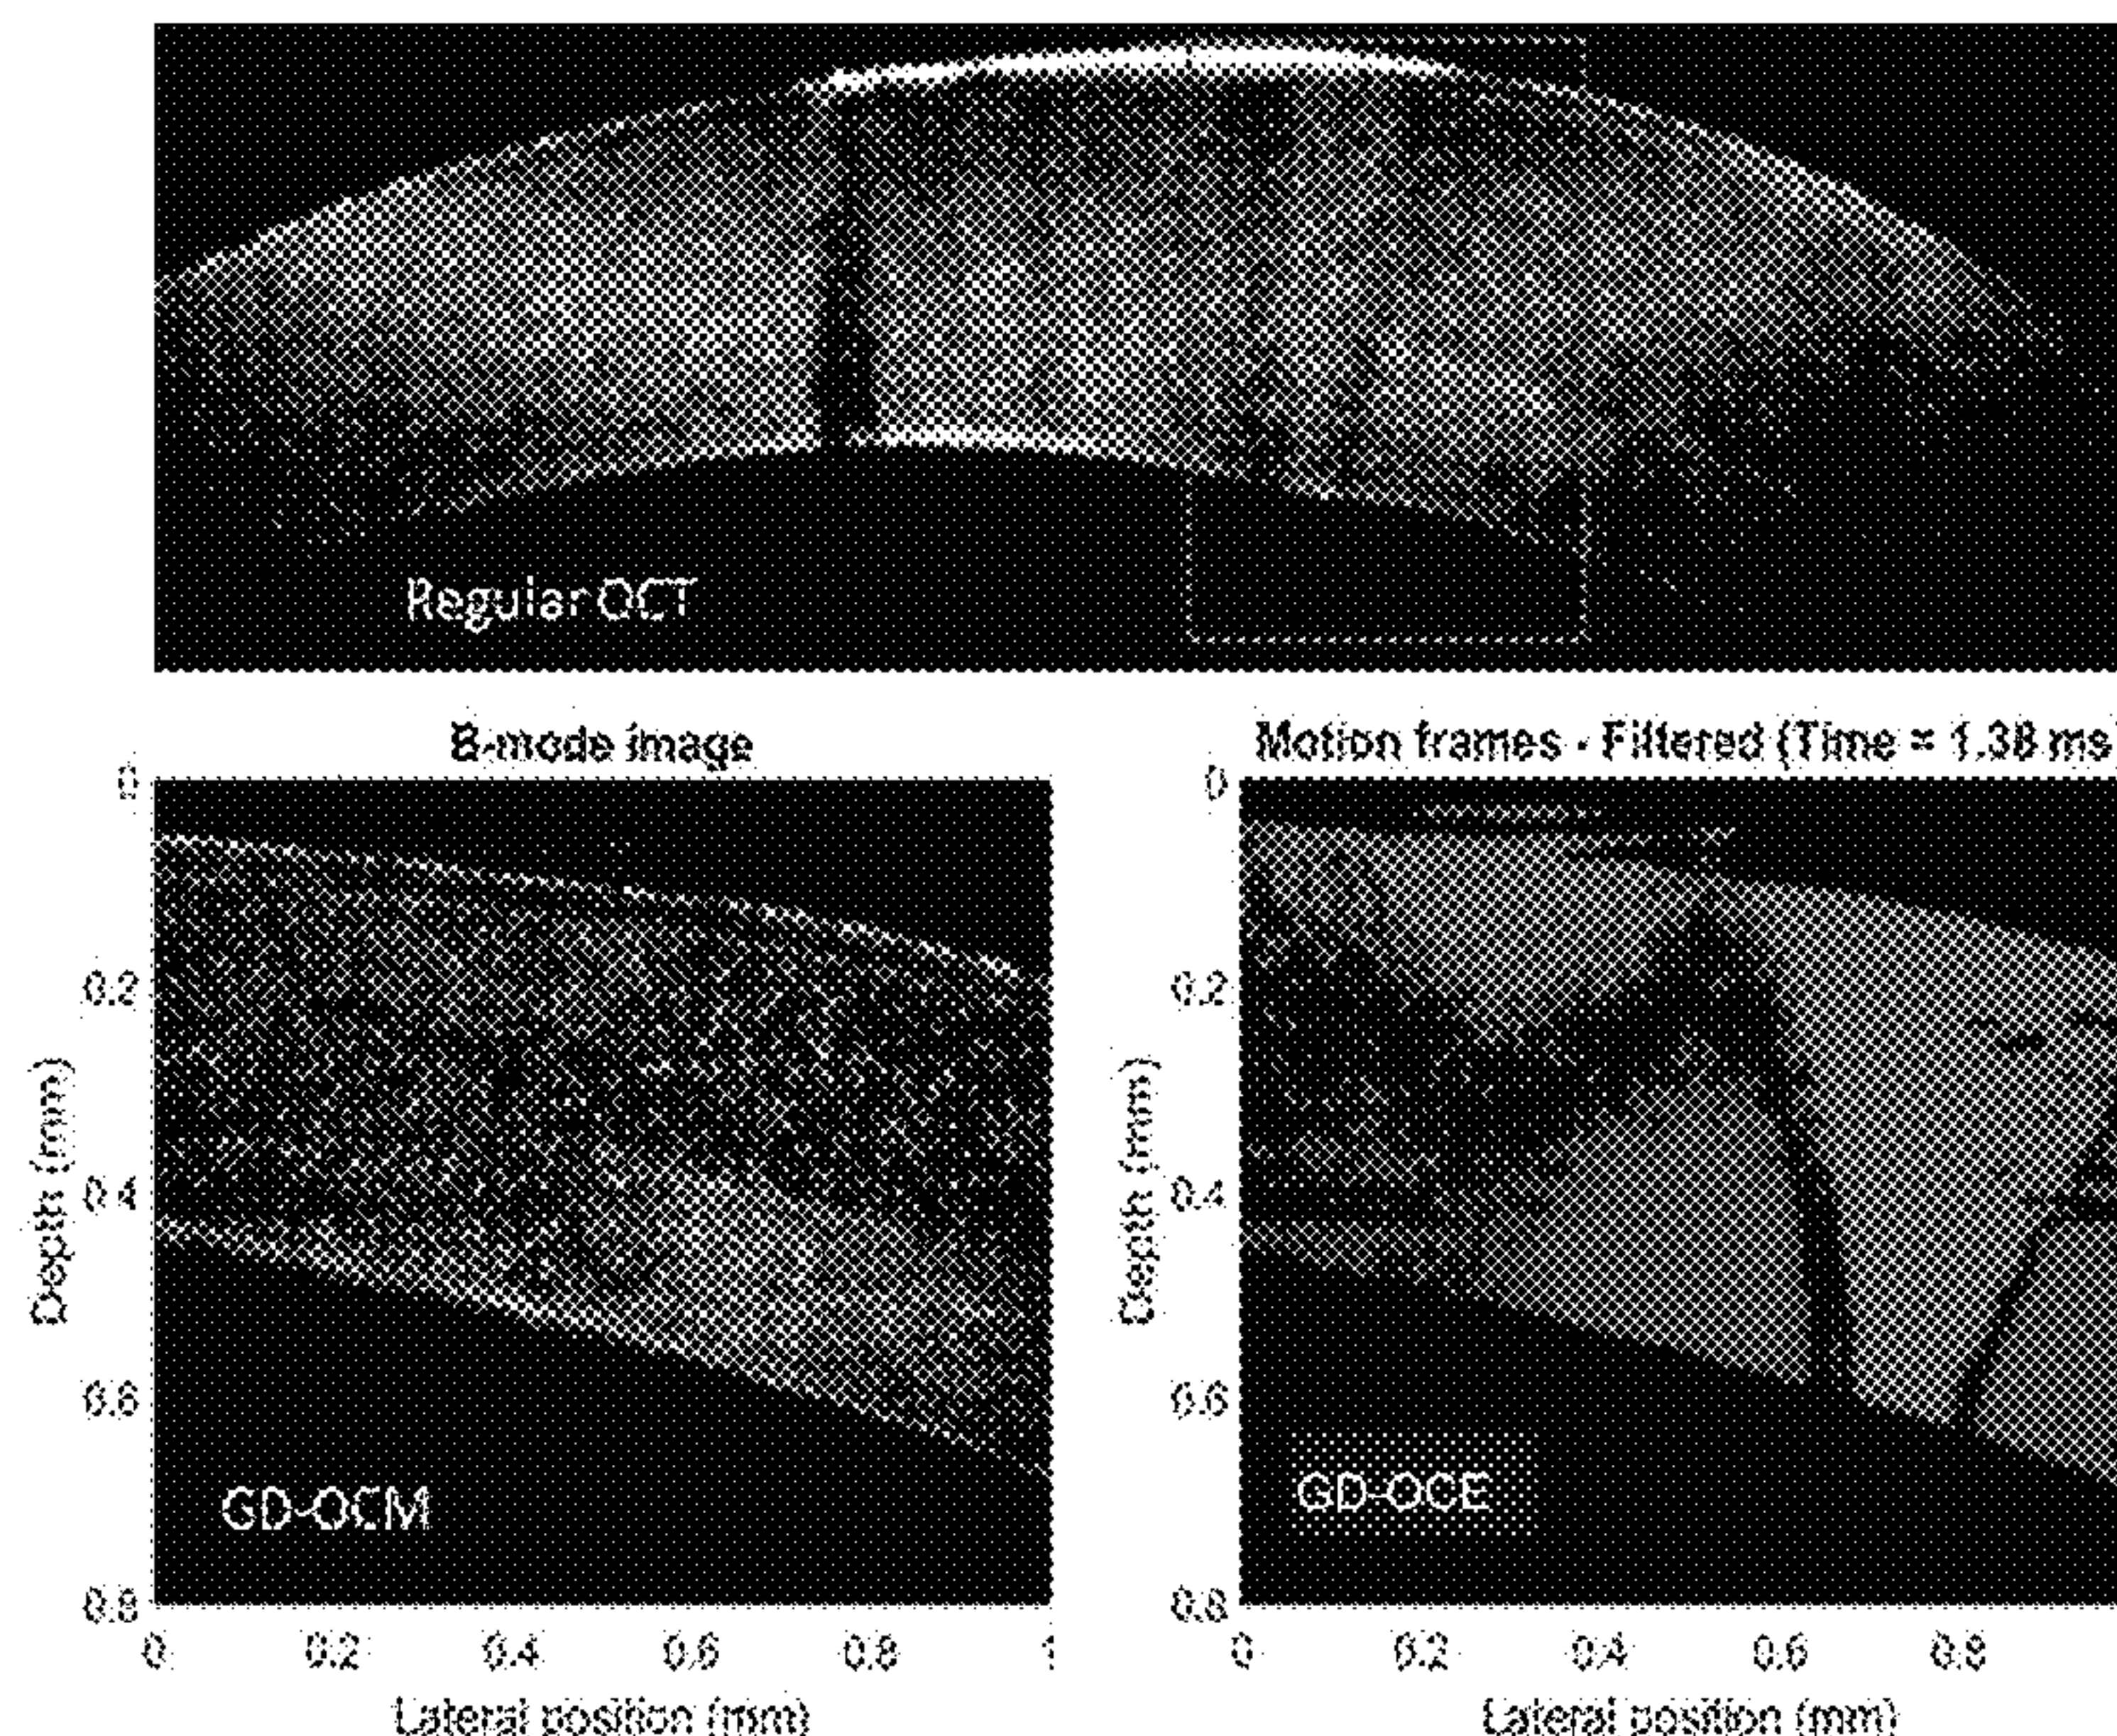 Regular OCT
B-mode image
Motion frames - Filtered (Time = 1.38 ms)
0
0.2
0.4
0.6
0.8
Depth (mm)
GD-OCM
0
0.2
0.4
0.6
0.8
1
Lateral position (mm)
0
0.2
0.4
0.6
0.8
Depth (mm)
GD-OCE
0
0.2
0.4
0.6
0.8
Lateral position (mm)